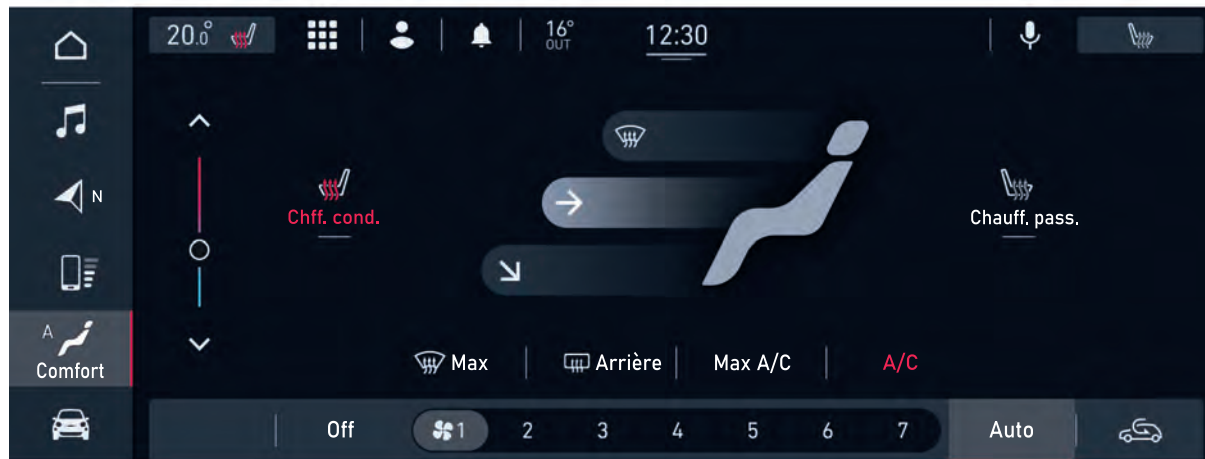 20.0°
16°
OUT
12:30
N
Chff. cond.
Chauff. pass.
A
Comfort
Max
Arrière
Max A/C
A/C
Off 1 2 3 4 5 6 7 Auto